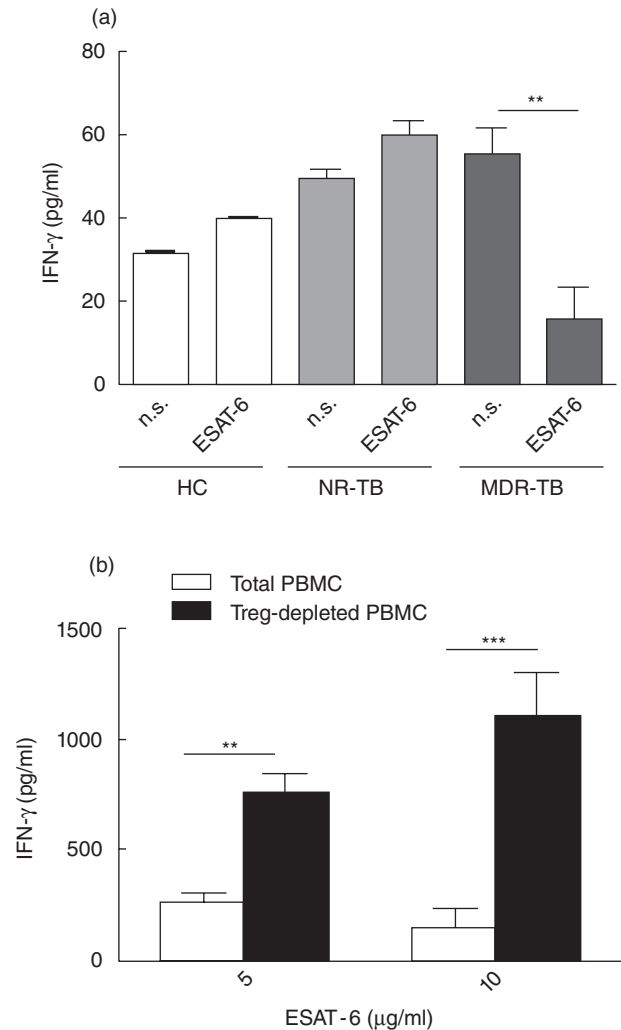 (a)
80
60
40
20
0
IFN-γ (pg/ml)
**
n.s. ESAT-6 n.s. ESAT-6 n.s. ESAT-6
HC NR-TB MDR-TB
(b)
Total PBMC
Treg-depleted PBMC
1500
1000
500
0
IFN-γ (pg/ml)
**
***
5 10
ESAT-6 (μg/ml)